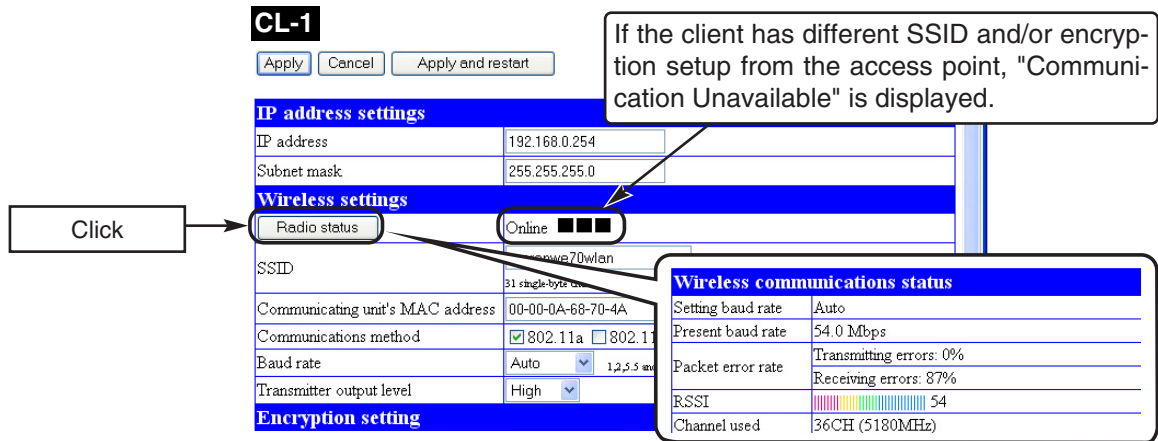 CL-1
If the client has different SSID and/or encryp-
tion setup from the access point, "Communi-
cation Unavailable" is displayed.
Apply Cancel Apply and restart
IP address settings
IP address 192.168.0.254
Subnet mask 255.255.255.0
Wireless settings
Click
Radio status Online
SSID
31 single-byte
Communicating unit's MAC address 00-00-0A-68-70-4A
Communications method 802.11a 802.11
Baud rate Auto 1,2,5.5
Transmitter output level High
Encryption setting
Wireless communications status
Setting baud rate Auto
Present baud rate 54.0 Mbps
Packet error rate Transmitting errors: 0%
Receiving errors: 87%
RSSI 54
Channel used 36CH (5180MHz)